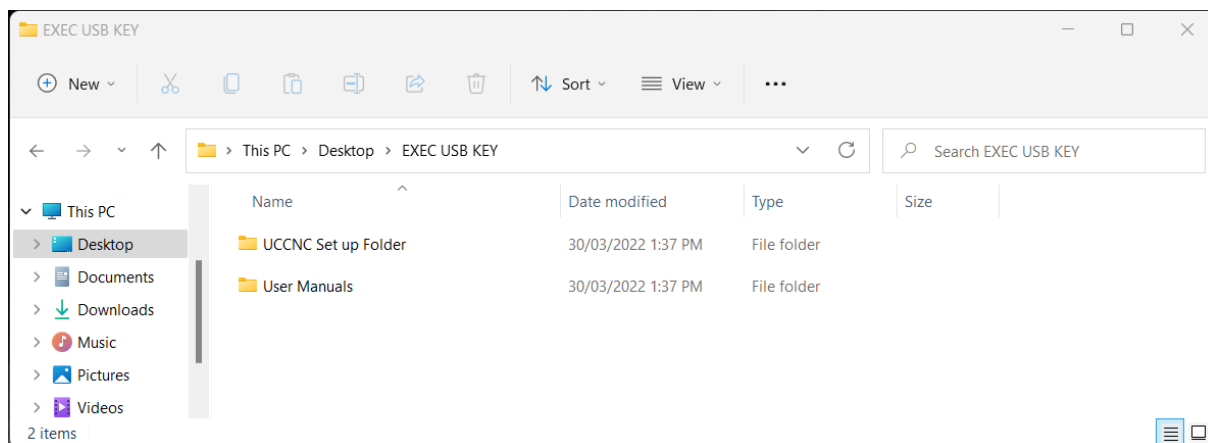 EXEC USB KEY
New
Sort
View
This PC > Desktop > EXEC USB KEY
Search EXEC USB KEY
Name Date modified Type Size
UCCNC Set up Folder 30/03/2022 1:37 PM File folder
User Manuals 30/03/2022 1:37 PM File folder
This PC
Desktop
Documents
Downloads
Music
Pictures
Videos
2 items